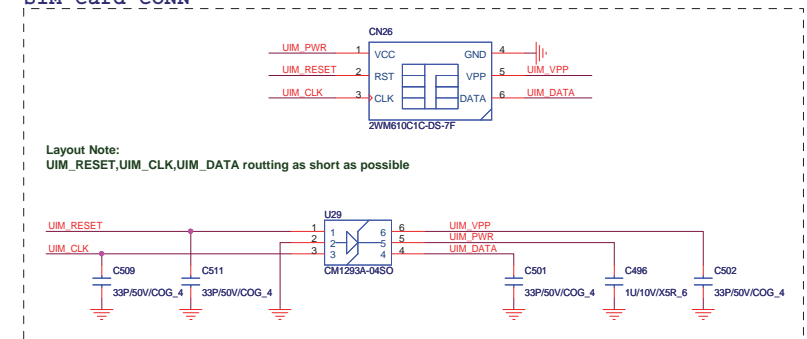 SIM Card CONN
CN26
UIM_PWR 1 VCC GND 4
UIM_RESET 2 RST VPP 5 UIM_VPP
UIM_CLK 3 CLK DATA 6 UIM_DATA
2WM610C1C-DS-7F
Layout Note:
UIM_RESET,UIM_CLK,UIM_DATA routting as short as possible
U29
UIM_RESET 1 1 6 6 UIM_VPP
2 2 5 5 UIM_PWR
UIM_CLK 3 3 4 4 UIM_DATA
CM1293A-04SO
C509 C511 C501 C496 C502
33P/50V/COG_4 33P/50V/COG_4 33P/50V/COG_4 1U/10V/X5R_6 33P/50V/COG_4